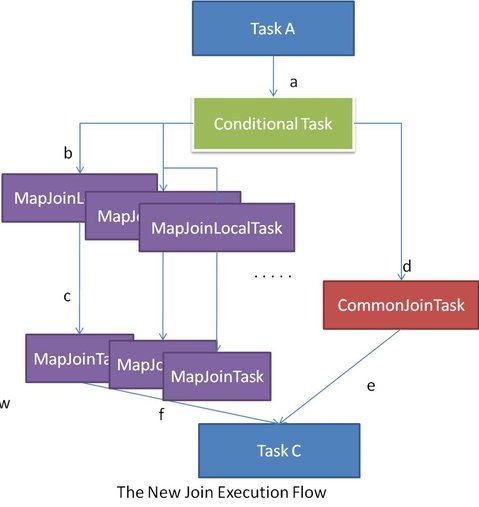 Task A
a
Conditional Task
b
MapJoinL
MapJo
MapJoinLocalTask
.....
d
c
CommonJoinTask
MapJoinTa
MapJo
MapJoinTask
w
f
e
Task C
The New Join Execution Flow